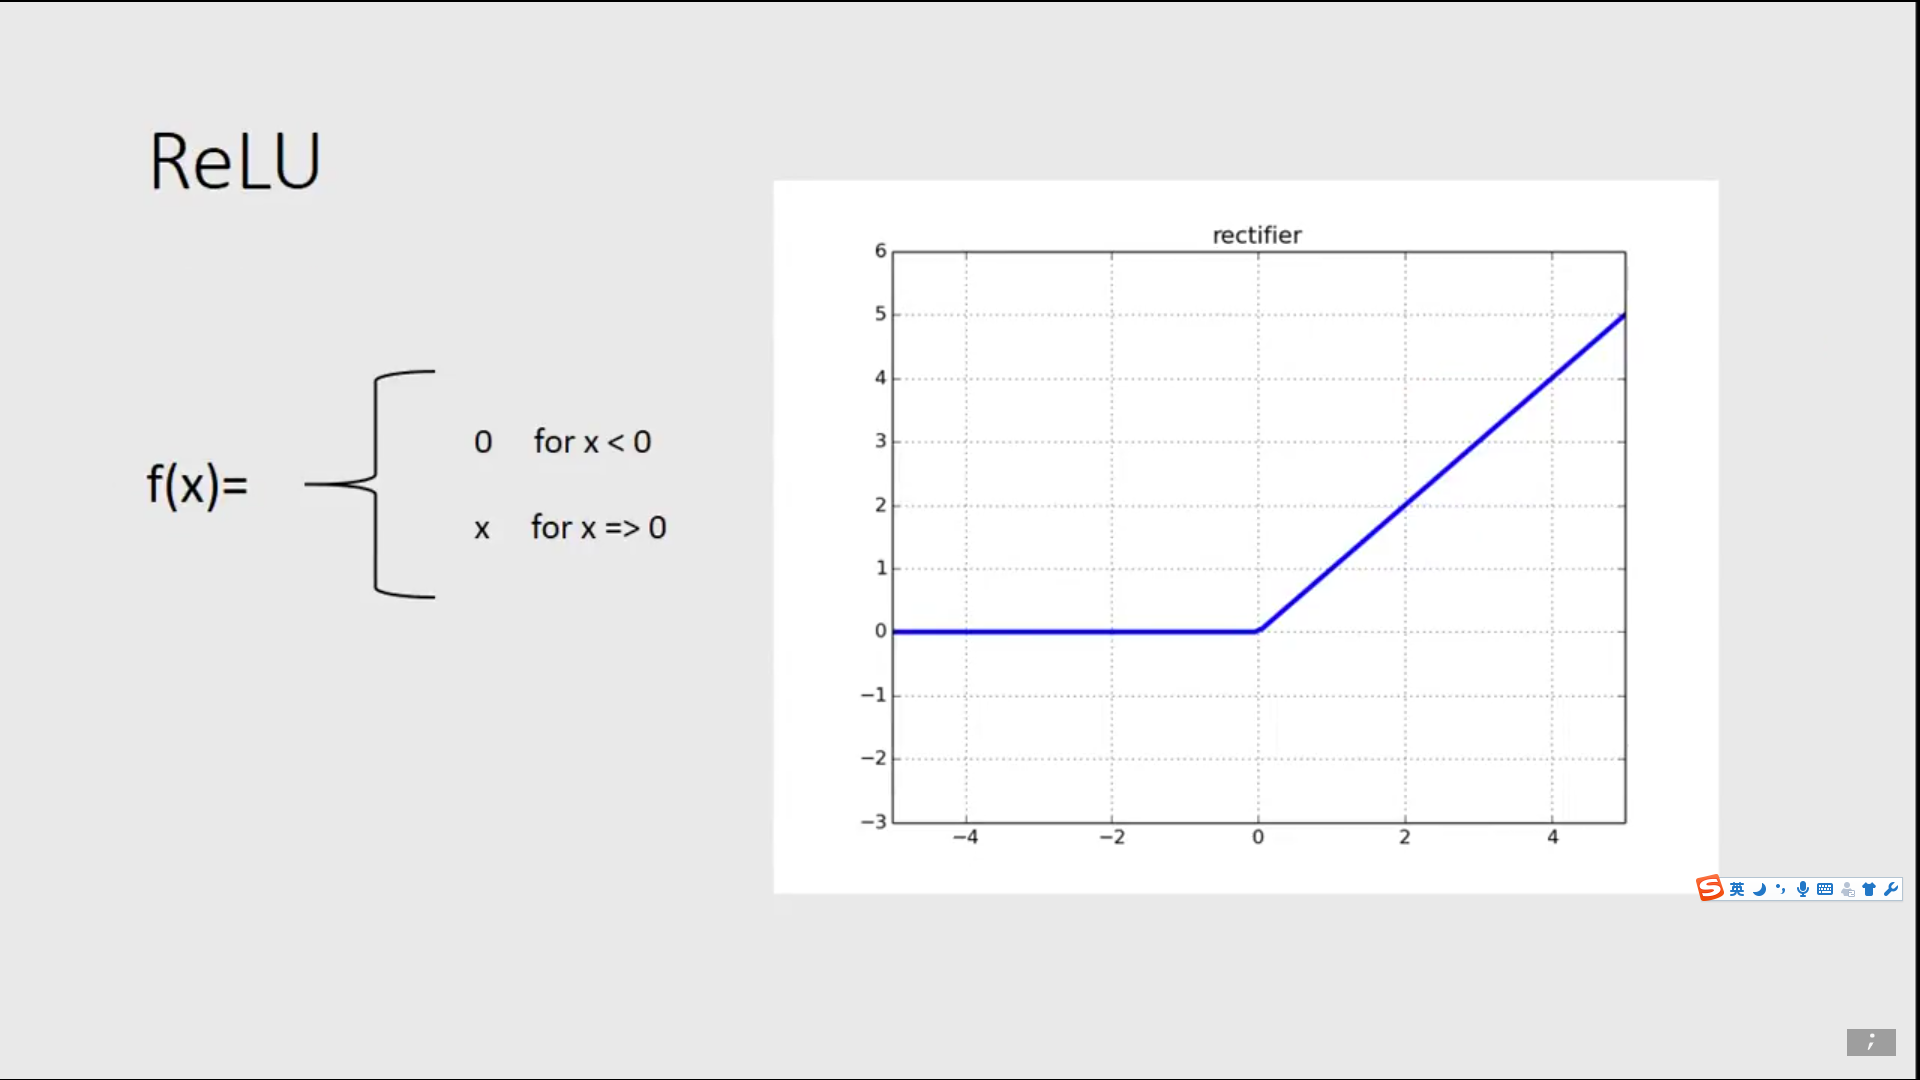 ReLU
f(x)=
0 for x < 0
x for x => 0
rectifier
6
5
4
3
2
1
0
−1
−2
−3
−4 −2 0 2 4
S 英
;